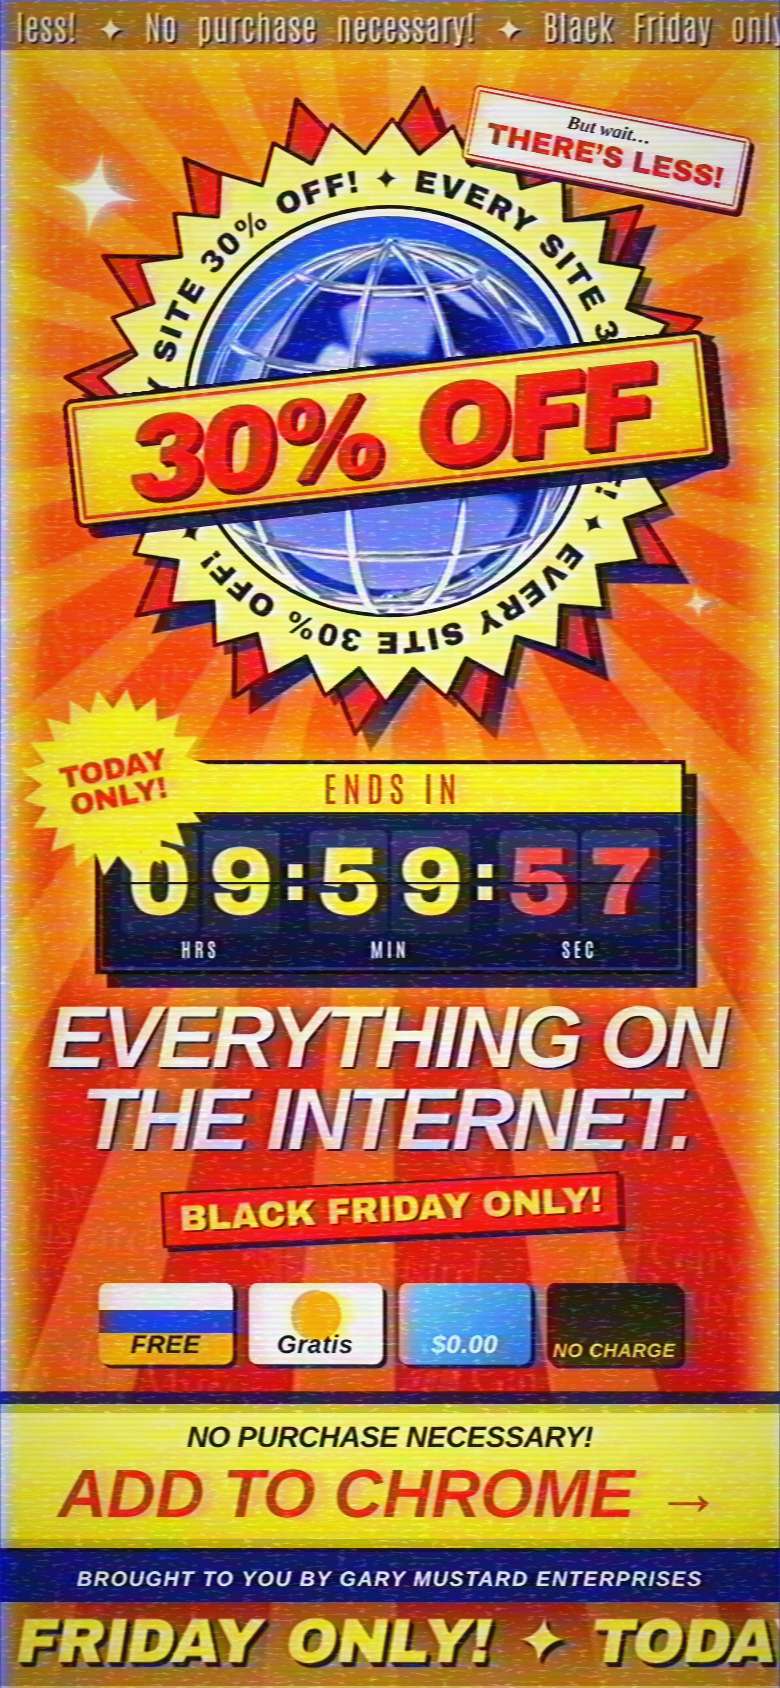 less! ✦ No purchase necessary! ✦ Black Friday only
But wait...
THERE'S LESS!
SITE 30% OFF! ✦ EVERY SITE 3
30% OFF
! ✦ EVERY SITE 30% OFF! ✦
TODAY
ONLY!
ENDS IN
09:59:57
HRS MIN SEC
EVERYTHING ON
THE INTERNET.
BLACK FRIDAY ONLY!
FREE Gratis $0.00 NO CHARGE
NO PURCHASE NECESSARY!
ADD TO CHROME →
BROUGHT TO YOU BY GARY MUSTARD ENTERPRISES
FRIDAY ONLY! ✦ TODA